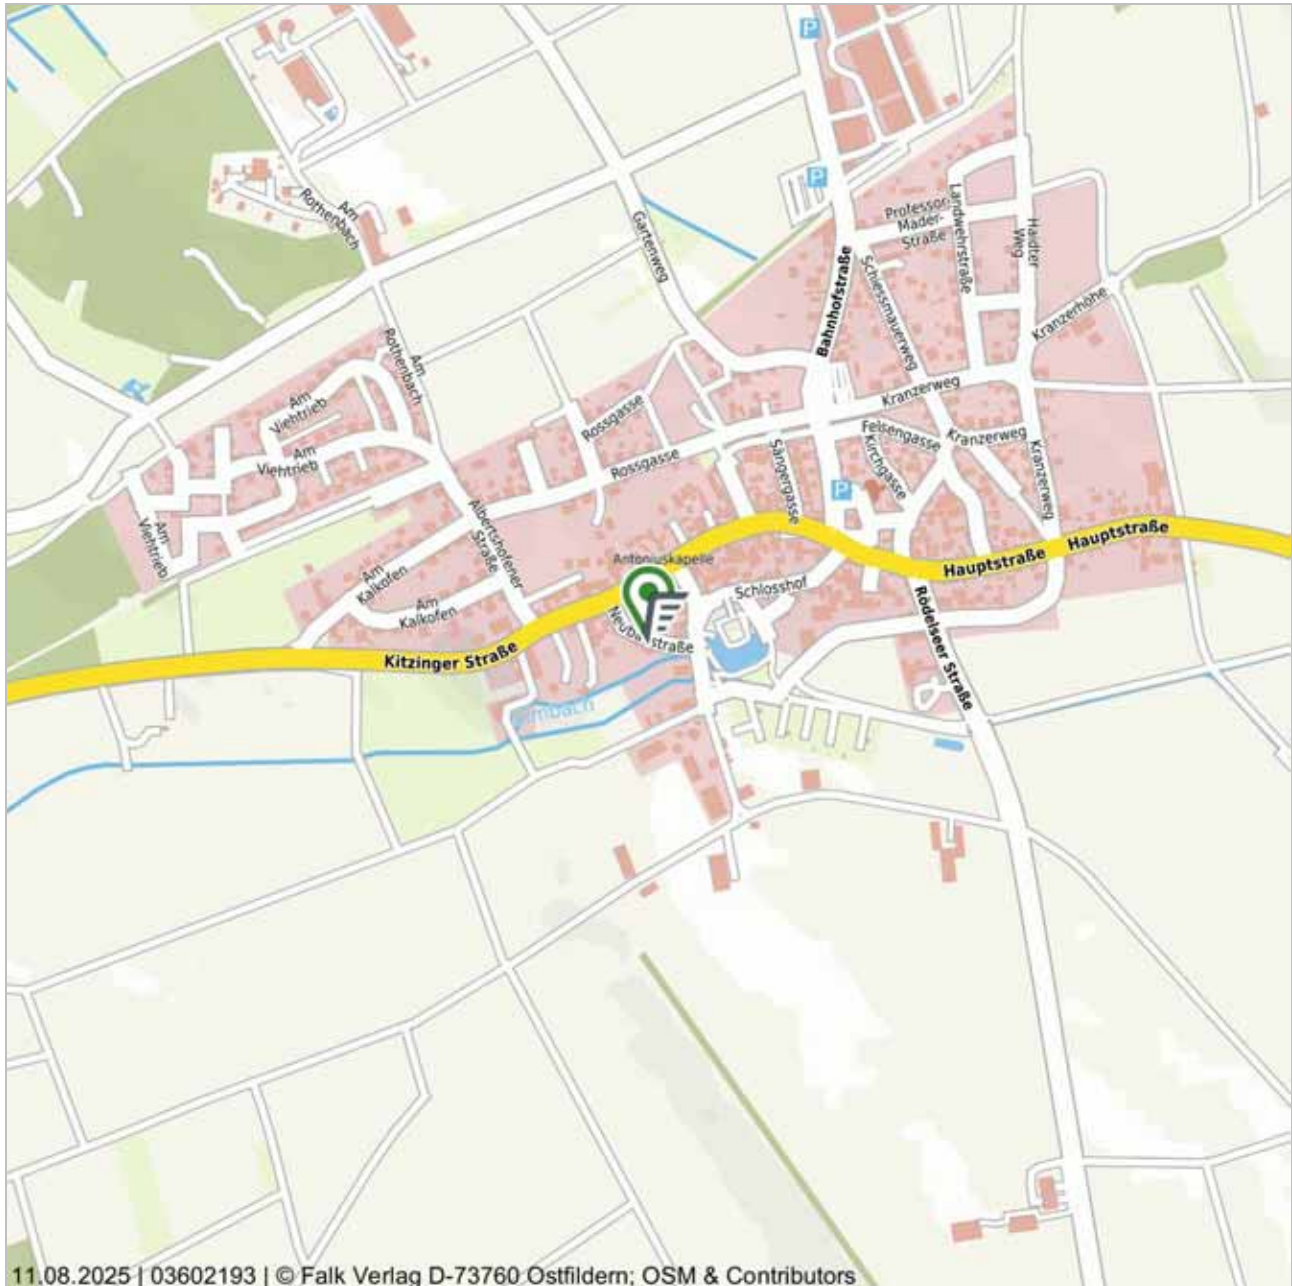 P
P
Am
Rothenbach
Gartenweg
Professor-
Mader-
Straße
Landwehrstraße
Haidter
Weg
Bahnhofstraße
Schiessmauerweg
Kranzerhöhe
Am
Rothenbach
Kranzerweg
Am
Viehtrieb
Rossgasse
Felsengasse
Kranzerweg
Am
Viehtrieb
Rossgasse
Sängergasse
Kirchgasse
Kranzerweg
P
Am
Viehtrieb
Albertshofener
Straße
Hauptstraße
Hauptstraße
Antoniuskapelle
Am
Kalkofen
Am
Kalkofen
Schlosshof
Rödelseer Straße
Kitzinger Straße
11.08.2025 | 03602193 | © Falk Verlag D-73760 Ostfildern; OSM & Contributors